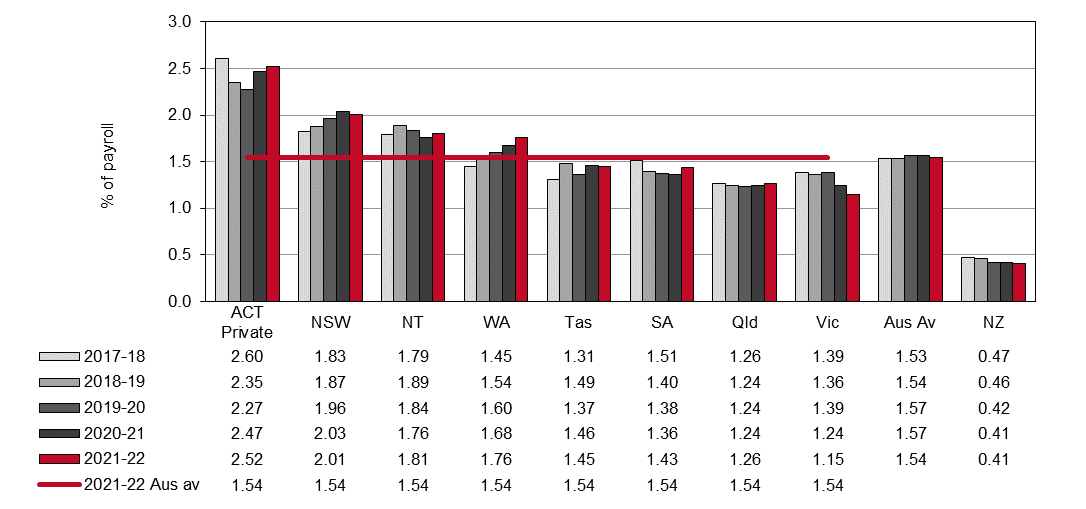 3.0
2.5
2.0
1.5
1.0
0.5
0.0
% of payroll
ACT Private NSW NT WA Tas SA Qld Vic Aus Av NZ
2017-18 2.60 1.83 1.79 1.45 1.31 1.51 1.26 1.39 1.53 0.47
2018-19 2.35 1.87 1.89 1.54 1.49 1.40 1.24 1.36 1.54 0.46
2019-20 2.27 1.96 1.84 1.60 1.37 1.38 1.24 1.39 1.57 0.42
2020-21 2.47 2.03 1.76 1.68 1.46 1.36 1.24 1.24 1.57 0.41
2021-22 2.52 2.01 1.81 1.76 1.45 1.43 1.26 1.15 1.54 0.41
2021-22 Aus av 1.54 1.54 1.54 1.54 1.54 1.54 1.54 1.54